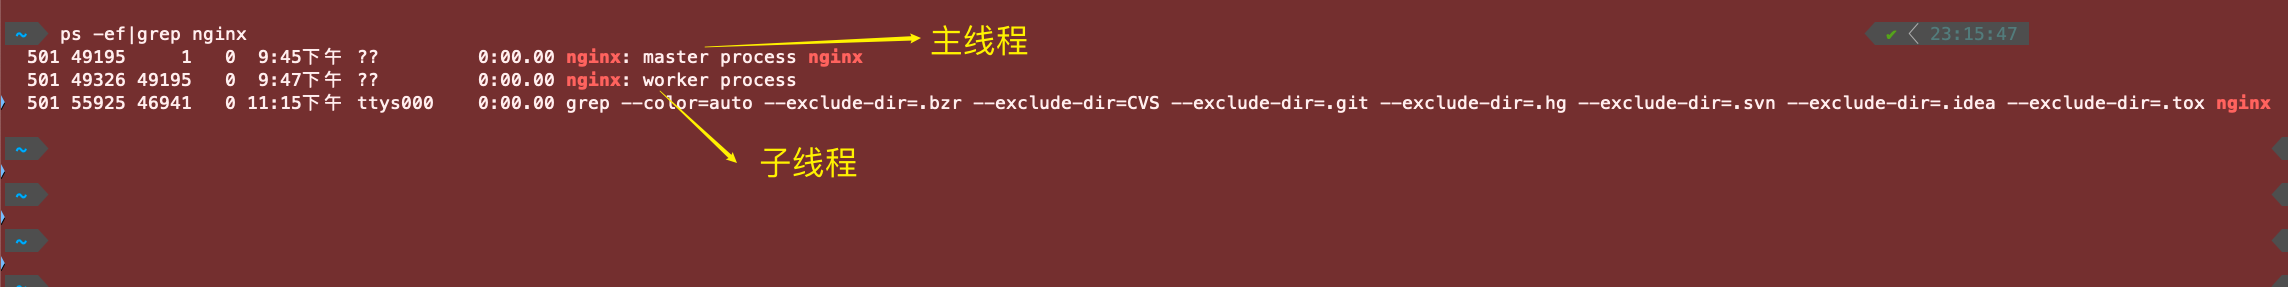 ~ ps -ef|grep nginx ✔ 23:15:47
501 49195 1 0 9:45下午 ?? 0:00.00 nginx: master process nginx
主线程
501 49326 49195 0 9:47下午 ?? 0:00.00 nginx: worker process
501 55925 46941 0 11:15下午 ttys000 0:00.00 grep --color=auto --exclude-dir=.bzr --exclude-dir=CVS --exclude-dir=.git --exclude-dir=.hg --exclude-dir=.svn --exclude-dir=.idea --exclude-dir=.tox nginx
~
子线程
~
~
~